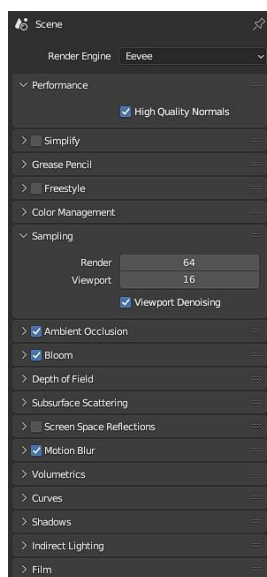 Scene
Render Engine Eevee
Performance
High Quality Normals
Simplify
Grease Pencil
Freestyle
Color Management
Sampling
Render 64
Viewport 16
Viewport Denoising
Ambient Occlusion
Bloom
Depth of Field
Subsurface Scattering
Screen Space Reflections
Motion Blur
Volumetrics
Curves
Shadows
Indirect Lighting
Film